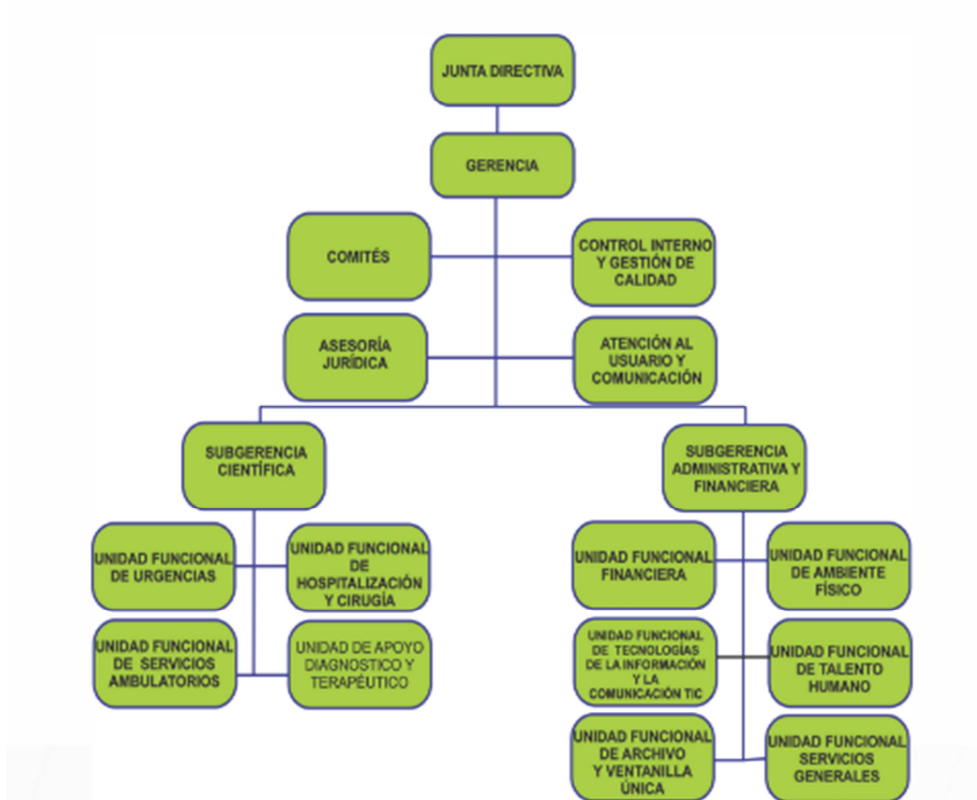 JUNTA DIRECTIVA
GERENCIA
COMITÉS
CONTROL INTERNO
Y GESTIÓN DE
CALIDAD
ASESORÍA
JURÍDICA
ATENCIÓN AL
USUARIO Y
COMUNICACIÓN
SUBGERENCIA
CIENTÍFICA
SUBGERENCIA
ADMINISTRATIVA Y
FINANCIERA
UNIDAD FUNCIONAL
DE URGENCIAS
UNIDAD FUNCIONAL
DE
HOSPITALIZACIÓN
Y CIRUGÍA
UNIDAD FUNCIONAL
FINANCIERA
UNIDAD FUNCIONAL
DE AMBIENTE
FÍSICO
UNIDAD FUNCIONAL
DE SERVICIOS
AMBULATORIOS
UNIDAD DE APOYO
DIAGNOSTICO Y
TERAPÉUTICO
UNIDAD FUNCIONAL
DE TECNOLOGÍAS
DE LA INFORMACIÓN
Y LA
COMUNICACIÓN TIC
UNIDAD FUNCIONAL
DE TALENTO
HUMANO
UNIDAD FUNCIONAL
DE ARCHIVO
Y VENTANILLA
ÚNICA
UNIDAD FUNCIONAL
SERVICIOS
GENERALES